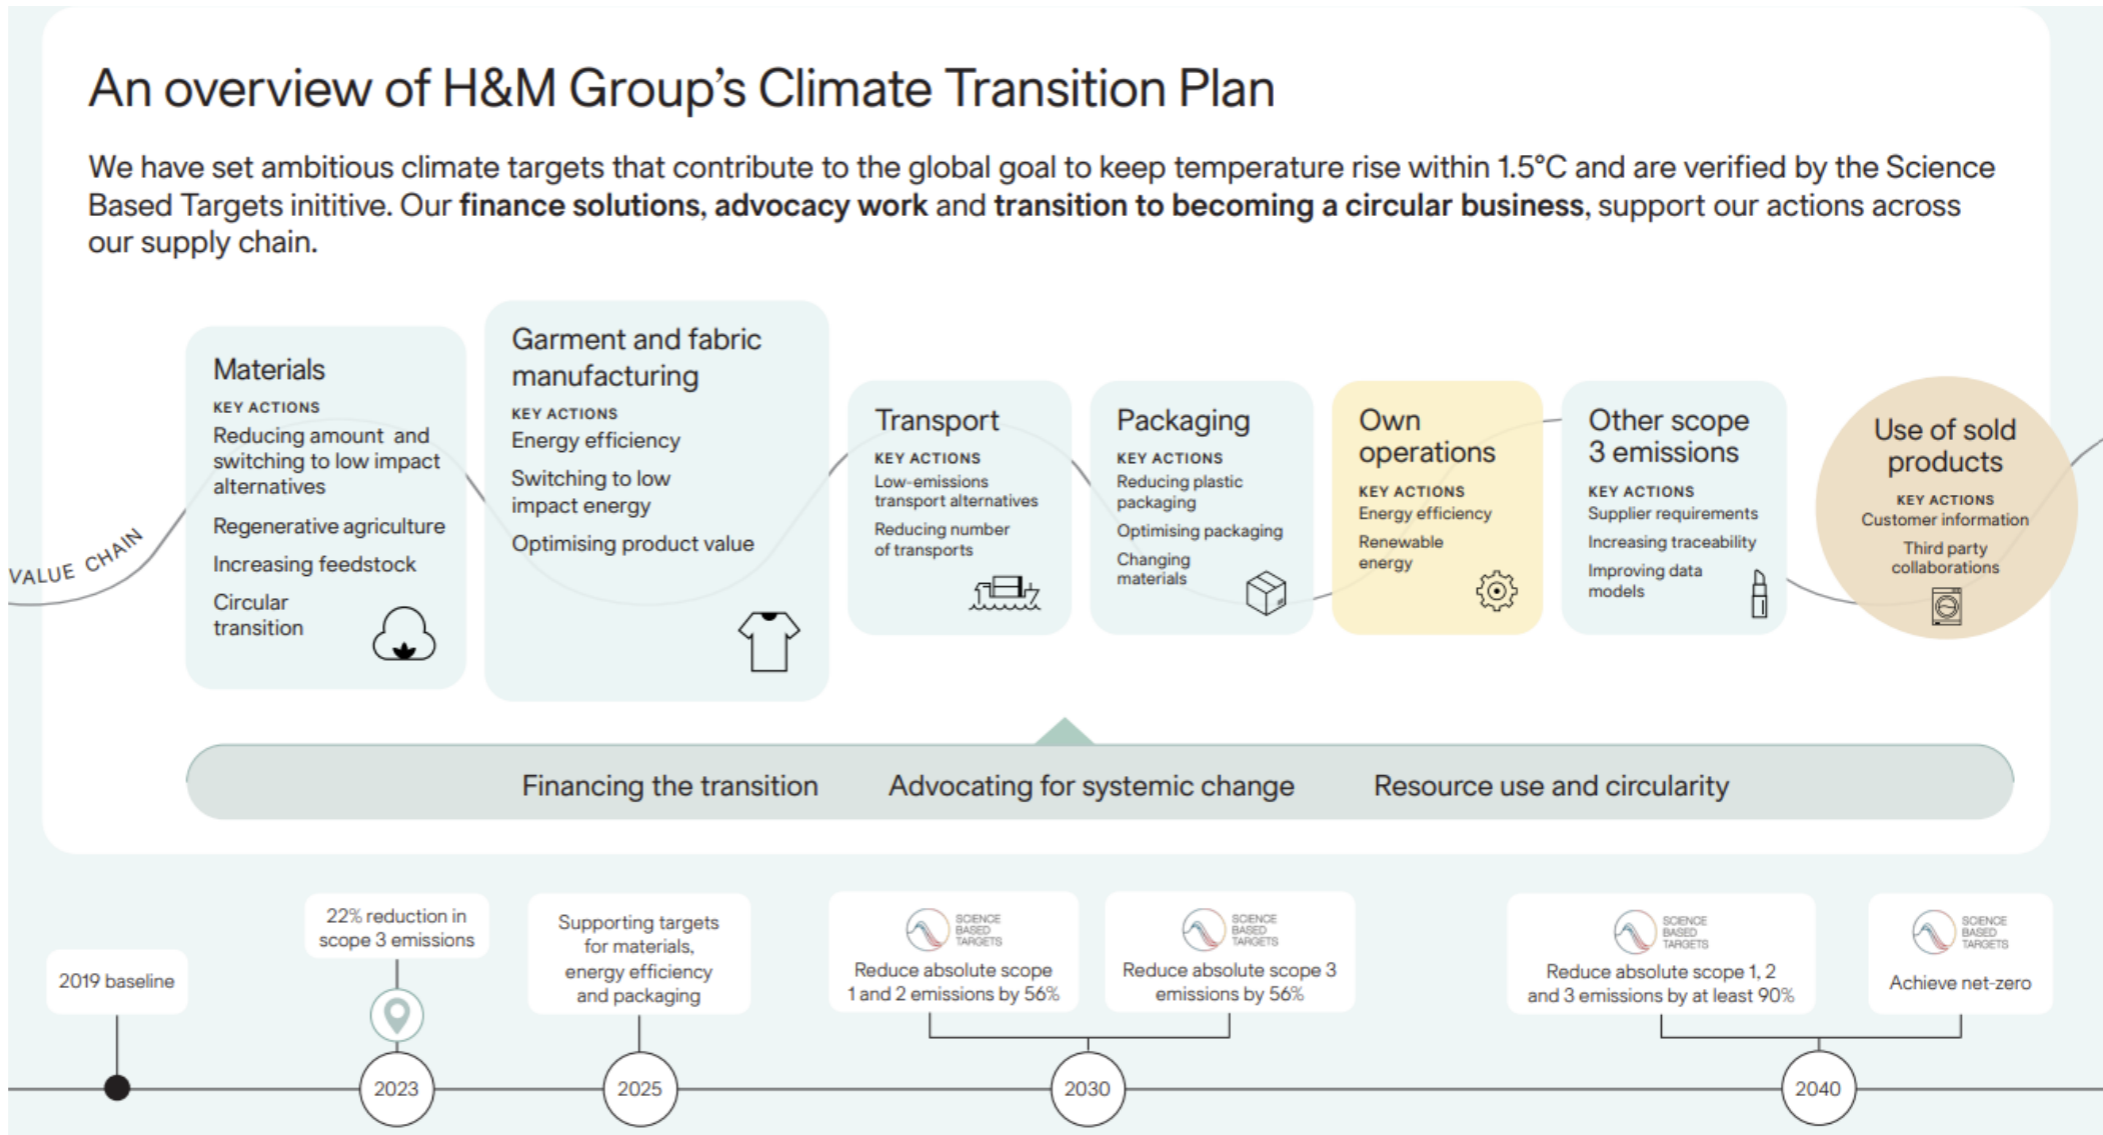 An overview of H&M Group's Climate Transition Plan
We have set ambitious climate targets that contribute to the global goal to keep temperature rise within 1.5°C and are verified by the Science
Based Targets inititive. Our finance solutions, advocacy work and transition to becoming a circular business, support our actions across
our supply chain.
VALUE CHAIN
Materials
KEY ACTIONS
Reducing amount and
switching to low impact
alternatives
Regenerative agriculture
Increasing feedstock
Circular
transition
Garment and fabric
manufacturing
KEY ACTIONS
Energy efficiency
Switching to low
impact energy
Optimising product value
Transport
KEY ACTIONS
Low-emissions
transport alternatives
Reducing number
of transports
Packaging
KEY ACTIONS
Reducing plastic
packaging
Optimising packaging
Changing
materials
Own
operations
KEY ACTIONS
Energy efficiency
Renewable
energy
Other scope
3 emissions
KEY ACTIONS
Supplier requirements
Increasing traceability
Improving data
models
Use of sold
products
KEY ACTIONS
Customer information
Third party
collaborations
Financing the transition
Advocating for systemic change
Resource use and circularity
2019 baseline
22% reduction in
scope 3 emissions
2023
Supporting targets
for materials,
energy efficiency
and packaging
2025
SCIENCE
BASED
TARGETS
Reduce absolute scope
1 and 2 emissions by 56%
SCIENCE
BASED
TARGETS
Reduce absolute scope 3
emissions by 56%
2030
SCIENCE
BASED
TARGETS
Reduce absolute scope 1, 2
and 3 emissions by at least 90%
SCIENCE
BASED
TARGETS
Achieve net-zero
2040